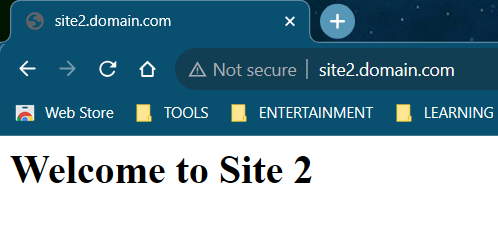 site2.domain.com
Not secure site2.domain.com
Web Store TOOLS ENTERTAINMENT LEARNING
Welcome to Site 2